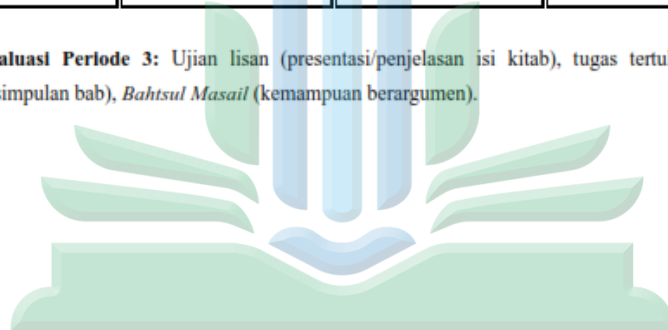 aluasi Periode 3: Ujian lisan (presentasi/penjelasan isi kitab), tugas tertul
simpulan bab), Bahtsul Masail (kemampuan berargumen).